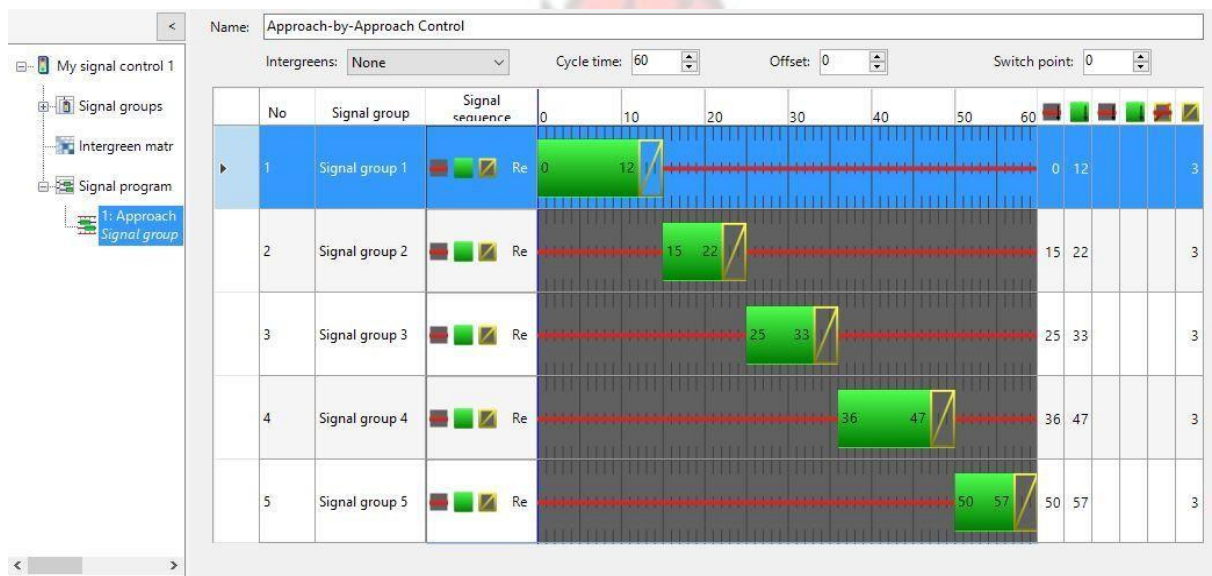 <
Name: Approach-by-Approach Control
My signal control 1
Intergreens: None Cycle time: 60 Offset: 0 Switch point: 0
Signal groups
Intergreen matr
Signal program
1: Approach
Signal group
No Signal group Signal sequence 0 10 20 30 40 50 60
1 Signal group 1 Re 0 12 0 12 3
2 Signal group 2 Re 15 22 15 22 3
3 Signal group 3 Re 25 33 25 33 3
4 Signal group 4 Re 36 47 36 47 3
5 Signal group 5 Re 50 57 50 57 3
< >